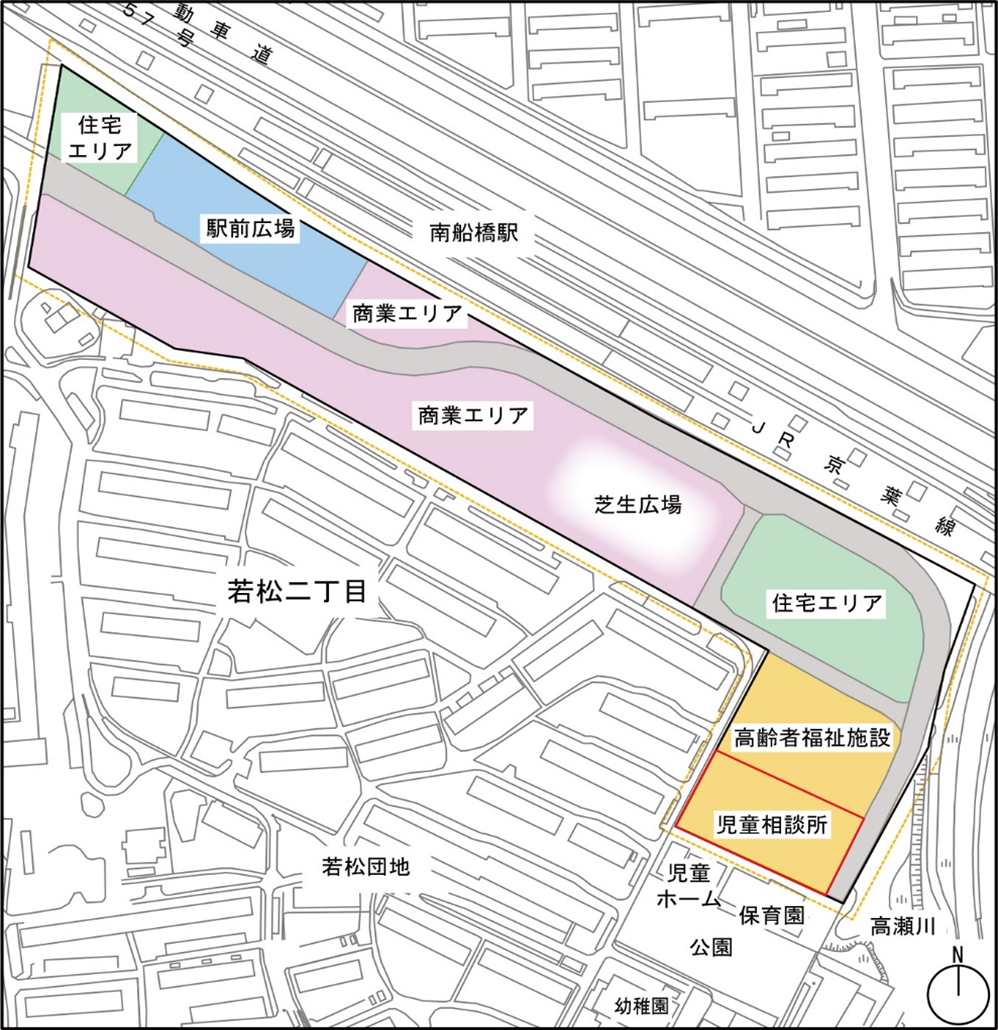 動車道
57号
住宅
エリア
駅前広場
南船橋駅
商業エリア
商業エリア
JR京葉線
芝生広場
若松二丁目
住宅エリア
高齢者福祉施設
児童相談所
若松団地
児童
ホーム
保育園
高瀬川
公園
幼稚園
N